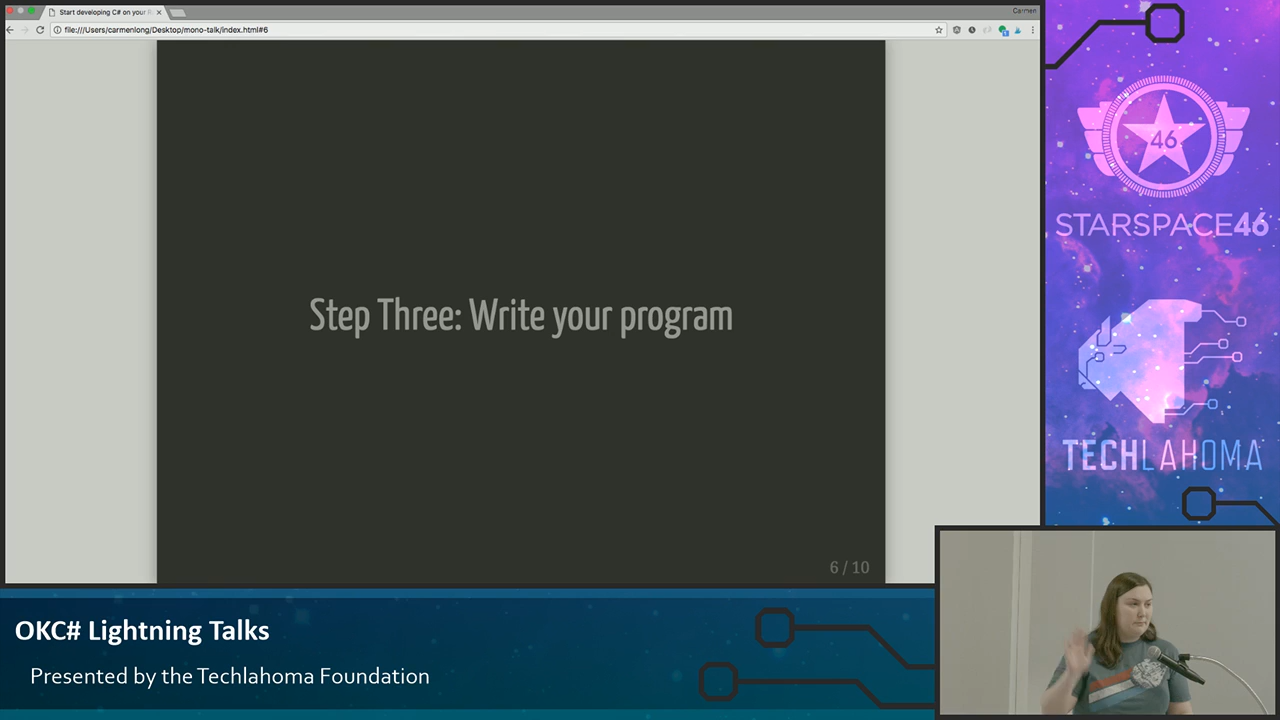 Start developing C# on your
Carmen
file:///Users/carmenlong/Desktop/mono-talk/index.html#6
Step Three: Write your program
6 / 10
46
STARSPACE46
TECHLAHOMA
OKC# Lightning Talks
Presented by the Techlahoma Foundation